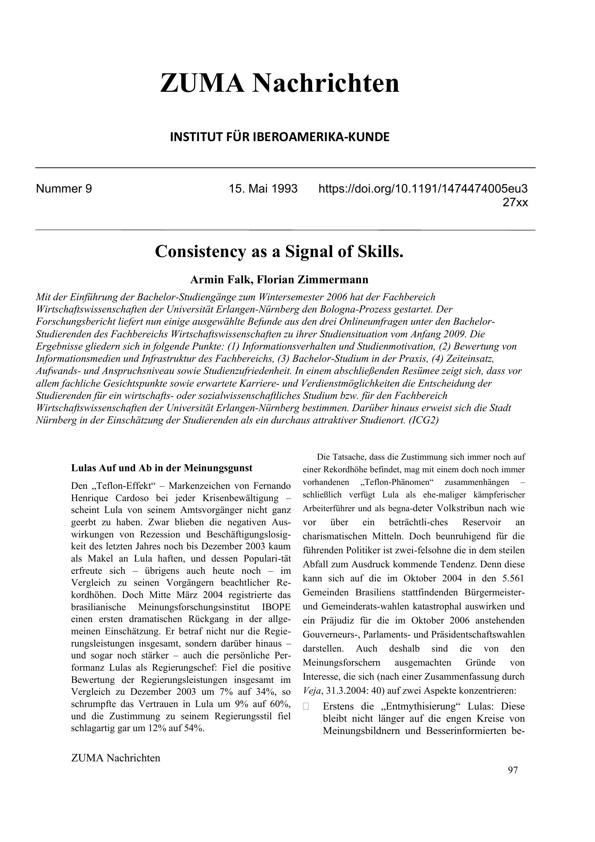 ZUMA Nachrichten
INSTITUT FÜR IBEROAMERIKA-KUNDE
Nummer 9 15. Mai 1993 https://doi.org/10.1191/1474474005eu3
27xx
Consistency as a Signal of Skills.
Armin Falk, Florian Zimmermann
Mit der Einführung der Bachelor-Studiengänge zum Wintersemester 2006 hat der Fachbereich
Wirtschaftswissenschaften der Universität Erlangen-Nürnberg den Bologna-Prozess gestartet. Der
Forschungsbericht liefert nun einige ausgewählte Befunde aus den drei Onlineumfragen unter den Bachelor-
Studierenden des Fachbereichs Wirtschaftswissenschaften zu ihrer Studiensituation vom Anfang 2009. Die
Ergebnisse gliedern sich in folgende Punkte: (1) Informationsverhalten und Studienmotivation, (2) Bewertung von
Informationsmedien und Infrastruktur des Fachbereichs, (3) Bachelor-Studium in der Praxis, (4) Zeiteinsatz,
Aufwands- und Anspruchsniveau sowie Studienzufriedenheit. In einem abschließenden Resümee zeigt sich, dass vor
allem fachliche Gesichtspunkte sowie erwartete Karriere- und Verdienstmöglichkeiten die Entscheidung der
Studierenden für ein wirtschafts- oder sozialwissenschaftliches Studium bzw. für den Fachbereich
Wirtschaftswissenschaften der Universität Erlangen-Nürnberg bestimmen. Darüber hinaus erweist sich die Stadt
Nürnberg in der Einschätzung der Studierenden als ein durchaus attraktiver Studienort. (ICG2)
Lulas Auf und Ab in der Meinungsgunst
Den „Teflon-Effekt“ – Markenzeichen von Fernando
Henrique Cardoso bei jeder Krisenbewältigung –
scheint Lula von seinem Amtsvorgänger nicht ganz
geerbt zu haben. Zwar blieben die negativen Aus-
wirkungen von Rezession und Beschäftigungslosig-
keit des letzten Jahres noch bis Dezember 2003 kaum
als Makel an Lula haften, und dessen Populari-tät
erfreute sich – übrigens auch heute noch – im
Vergleich zu seinen Vorgängern beachtlicher Re-
kordhöhen. Doch Mitte März 2004 registrierte das
brasilianische Meinungsforschungsinstitut IBOPE
einen ersten dramatischen Rückgang in der allge-
meinen Einschätzung. Er betraf nicht nur die Regie-
rungsleistungen insgesamt, sondern darüber hinaus –
und sogar noch stärker – auch die persönliche Per-
formanz Lulas als Regierungschef: Fiel die positive
Bewertung der Regierungsleistungen insgesamt im
Vergleich zu Dezember 2003 um 7% auf 34%, so
schrumpfte das Vertrauen in Lula um 9% auf 60%,
und die Zustimmung zu seinem Regierungsstil fiel
schlagartig gar um 12% auf 54%.
Die Tatsache, dass die Zustimmung sich immer noch auf
einer Rekordhöhe befindet, mag mit einem doch noch immer
vorhandenen „Teflon-Phänomen“ zusammenhängen –
schließlich verfügt Lula als ehe-maliger kämpferischer
Arbeiterführer und als begna-deter Volkstribun nach wie
vor über ein beträchtli-ches Reservoir an
charismatischen Mitteln. Doch beunruhigend für die
führenden Politiker ist zwei-felsohne die in dem steilen
Abfall zum Ausdruck kommende Tendenz. Denn diese
kann sich auf die im Oktober 2004 in den 5.561
Gemeinden Brasiliens stattfindenden Bürgermeister-
und Gemeinderats-wahlen katastrophal auswirken und
ein Präjudiz für die im Oktober 2006 anstehenden
Gouverneurs-, Parlaments- und Präsidentschaftswahlen
darstellen. Auch deshalb sind die von den
Meinungsforschern ausgemachten Gründe von
Interesse, die sich (nach einer Zusammenfassung durch
Veja, 31.3.2004: 40) auf zwei Aspekte konzentrieren:
Erstens die „Entmythisierung“ Lulas: Diese
bleibt nicht länger auf die engen Kreise von
Meinungsbildnern und Besserinformierten be-
ZUMA Nachrichten
97